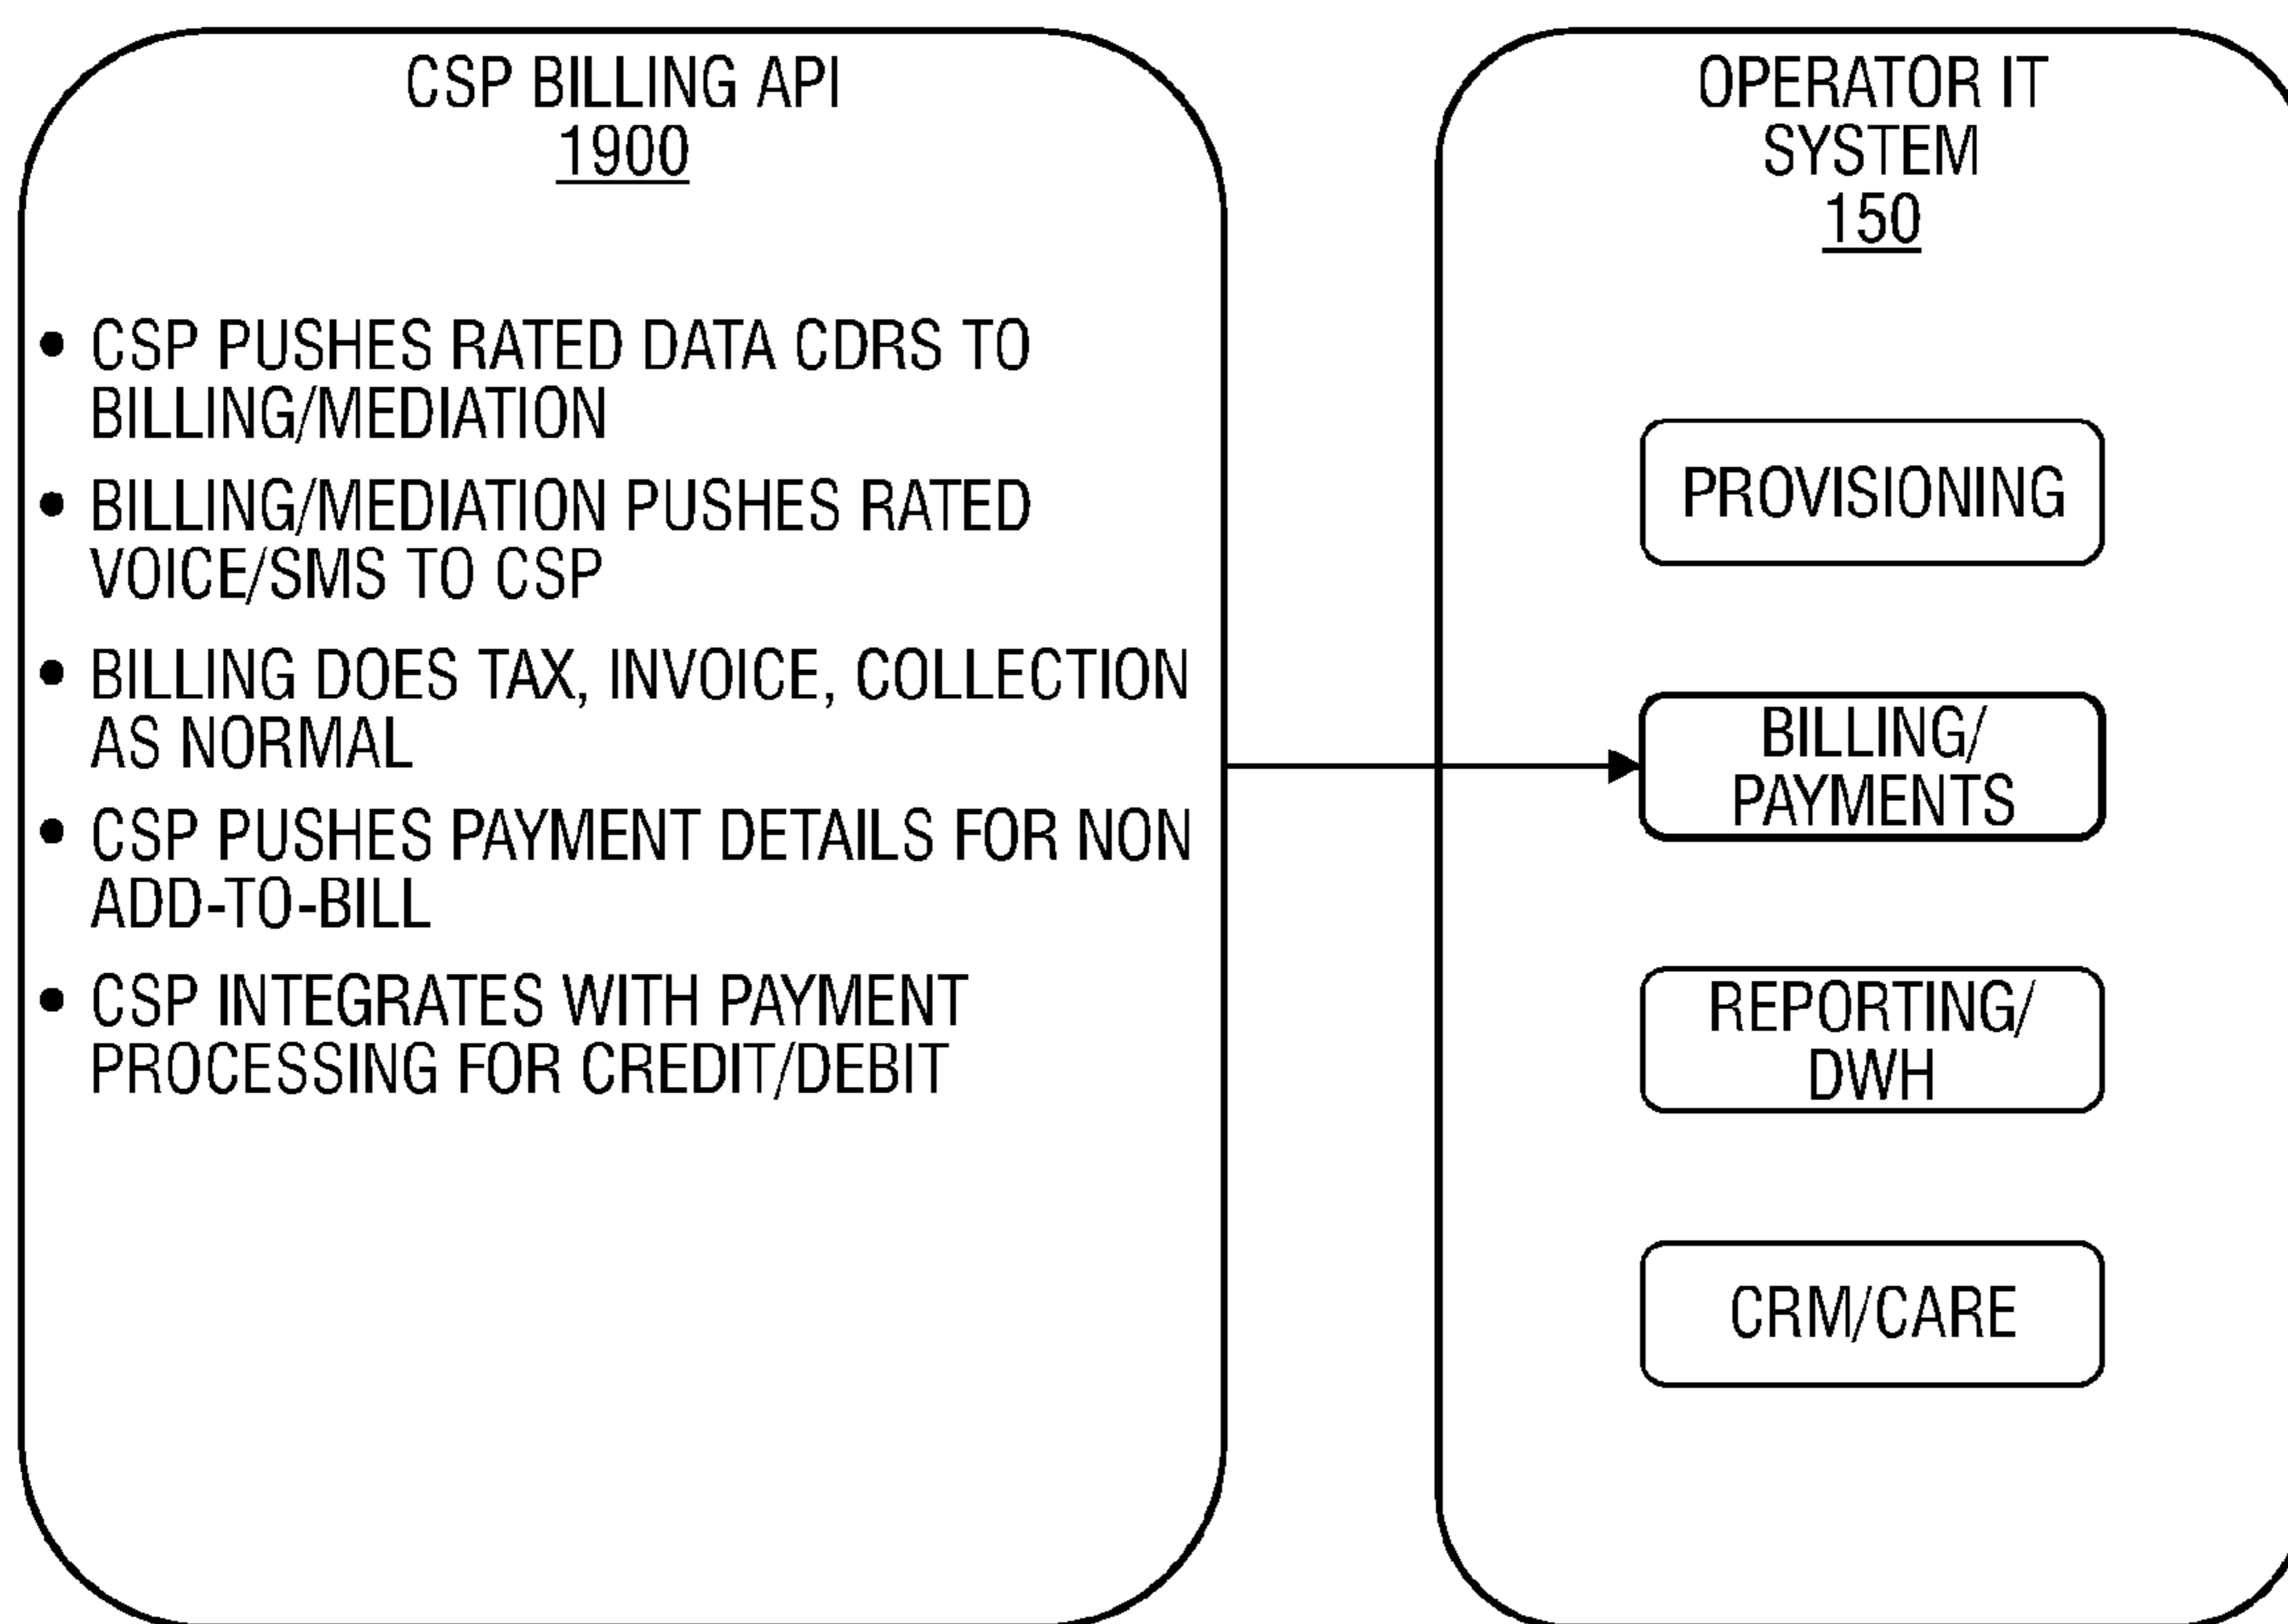 CSP BILLING API
1900
• CSP PUSHES RATED DATA CDRS TO
BILLING/MEDIATION
• BILLING/MEDIATION PUSHES RATED
VOICE/SMS TO CSP
• BILLING DOES TAX, INVOICE, COLLECTION
AS NORMAL
• CSP PUSHES PAYMENT DETAILS FOR NON
ADD-TO-BILL
• CSP INTEGRATES WITH PAYMENT
PROCESSING FOR CREDIT/DEBIT
OPERATOR IT
SYSTEM
150
PROVISIONING
BILLING/
PAYMENTS
REPORTING/
DWH
CRM/CARE